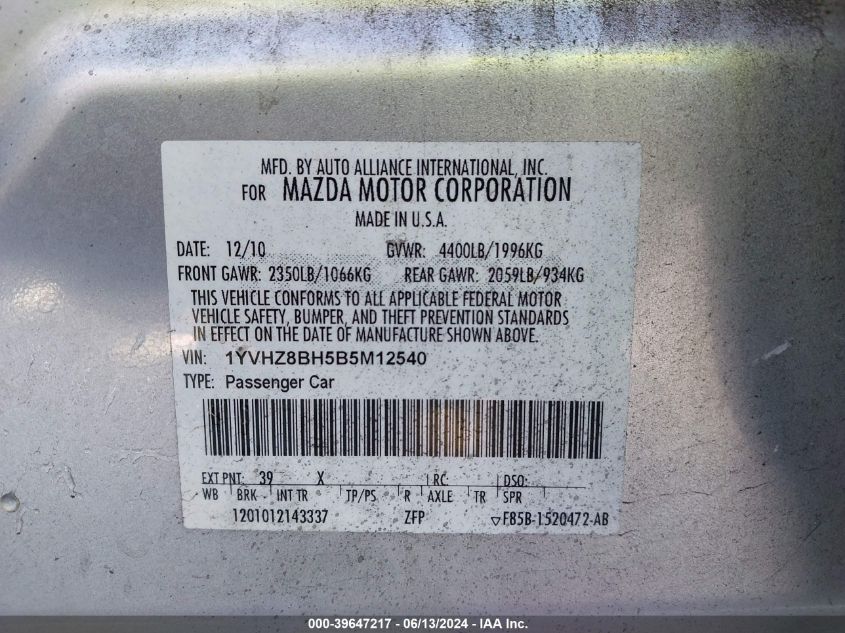 MFD. BY AUTO ALLIANCE INTERNATIONAL, INC.
FOR MAZDA MOTOR CORPORATION
MADE IN U.S.A.
DATE: 12/10 GVWR: 4400LB/1996KG
FRONT GAWR: 2350LB/1066KG REAR GAWR: 2059LB/934KG
THIS VEHICLE CONFORMS TO ALL APPLICABLE FEDERAL MOTOR
VEHICLE SAFETY, BUMPER, AND THEFT PREVENTION STANDARDS
IN EFFECT ON THE DATE OF MANUFACTURE SHOWN ABOVE.
VIN: 1YVHZ8BH5B5M12540
TYPE: Passenger Car
EXT PNT: 39 X RC: DSO:
WB BRK INT TR TP/PS R AXLE TR SPR
1201012143337 ZFP ▽F85B-1520472-AB
000-39647217 - 06/13/2024 - IAA Inc.